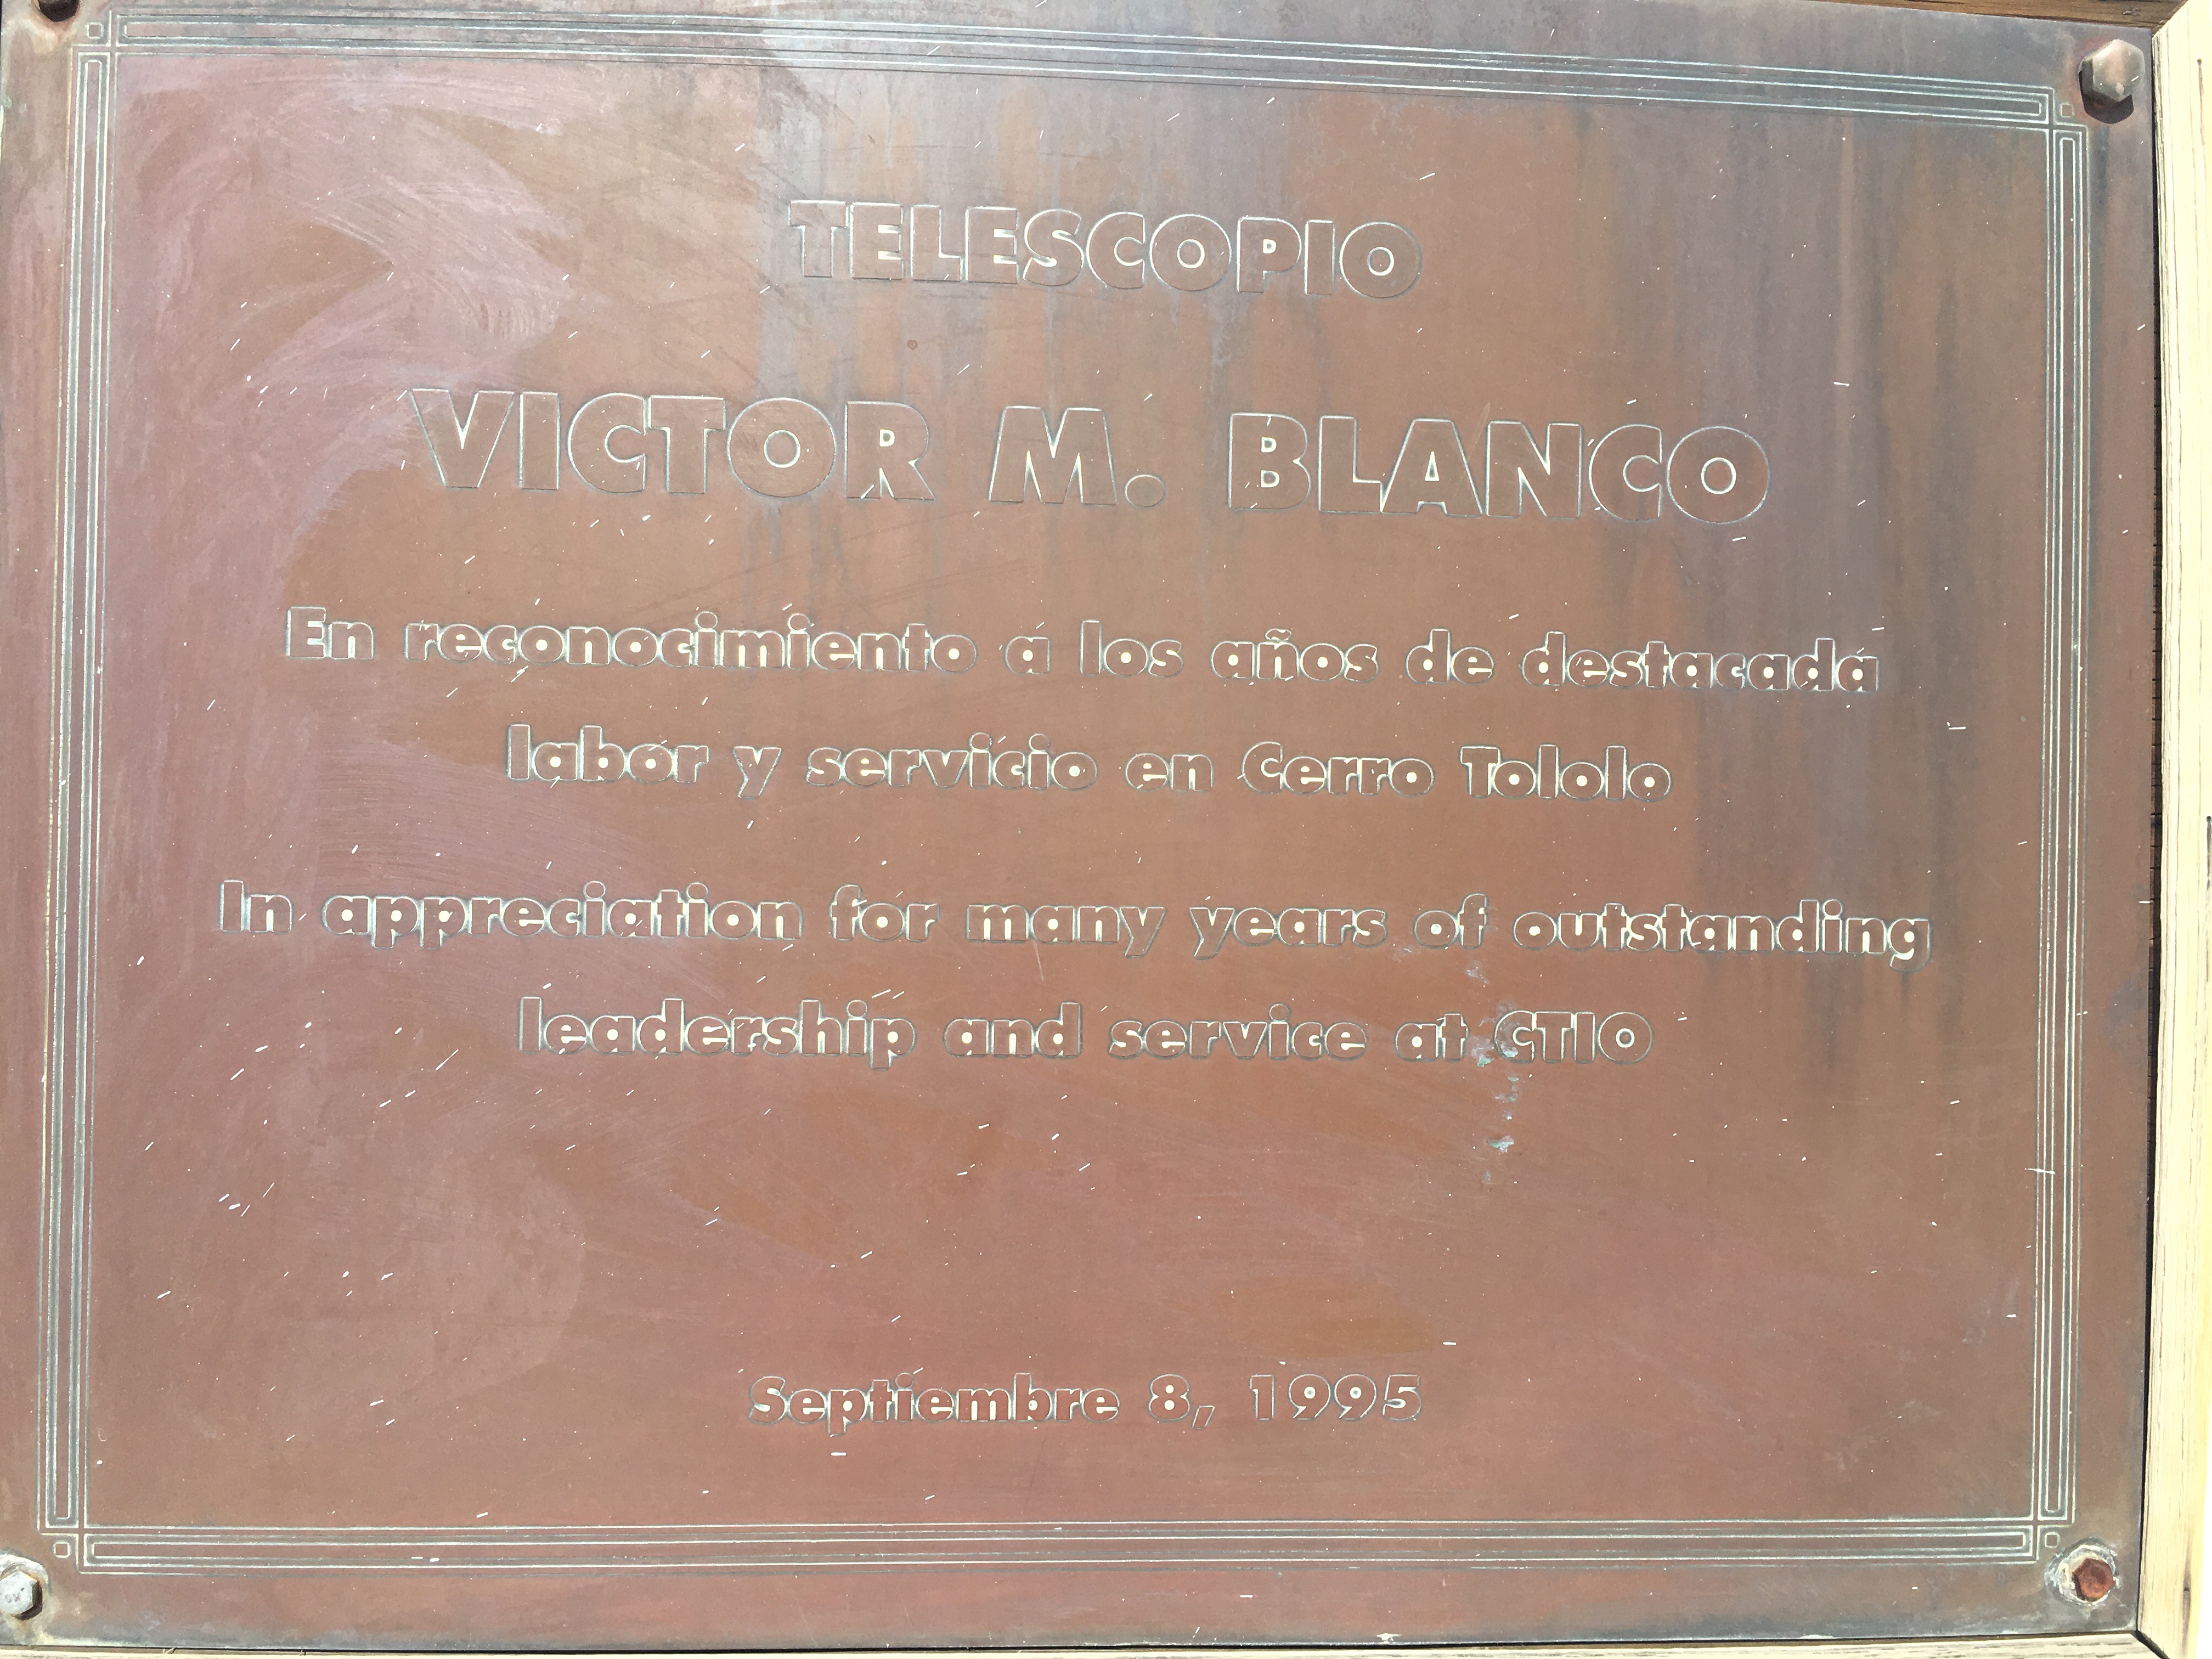 TELESCOPIO
VICTOR M. BLANCO
En reconocimiento a los años de destacada
labor y servicio en Cerro Tololo
In appreciation for many years of outstanding
leadership and service at CTIO
Septiembre 8, 1995